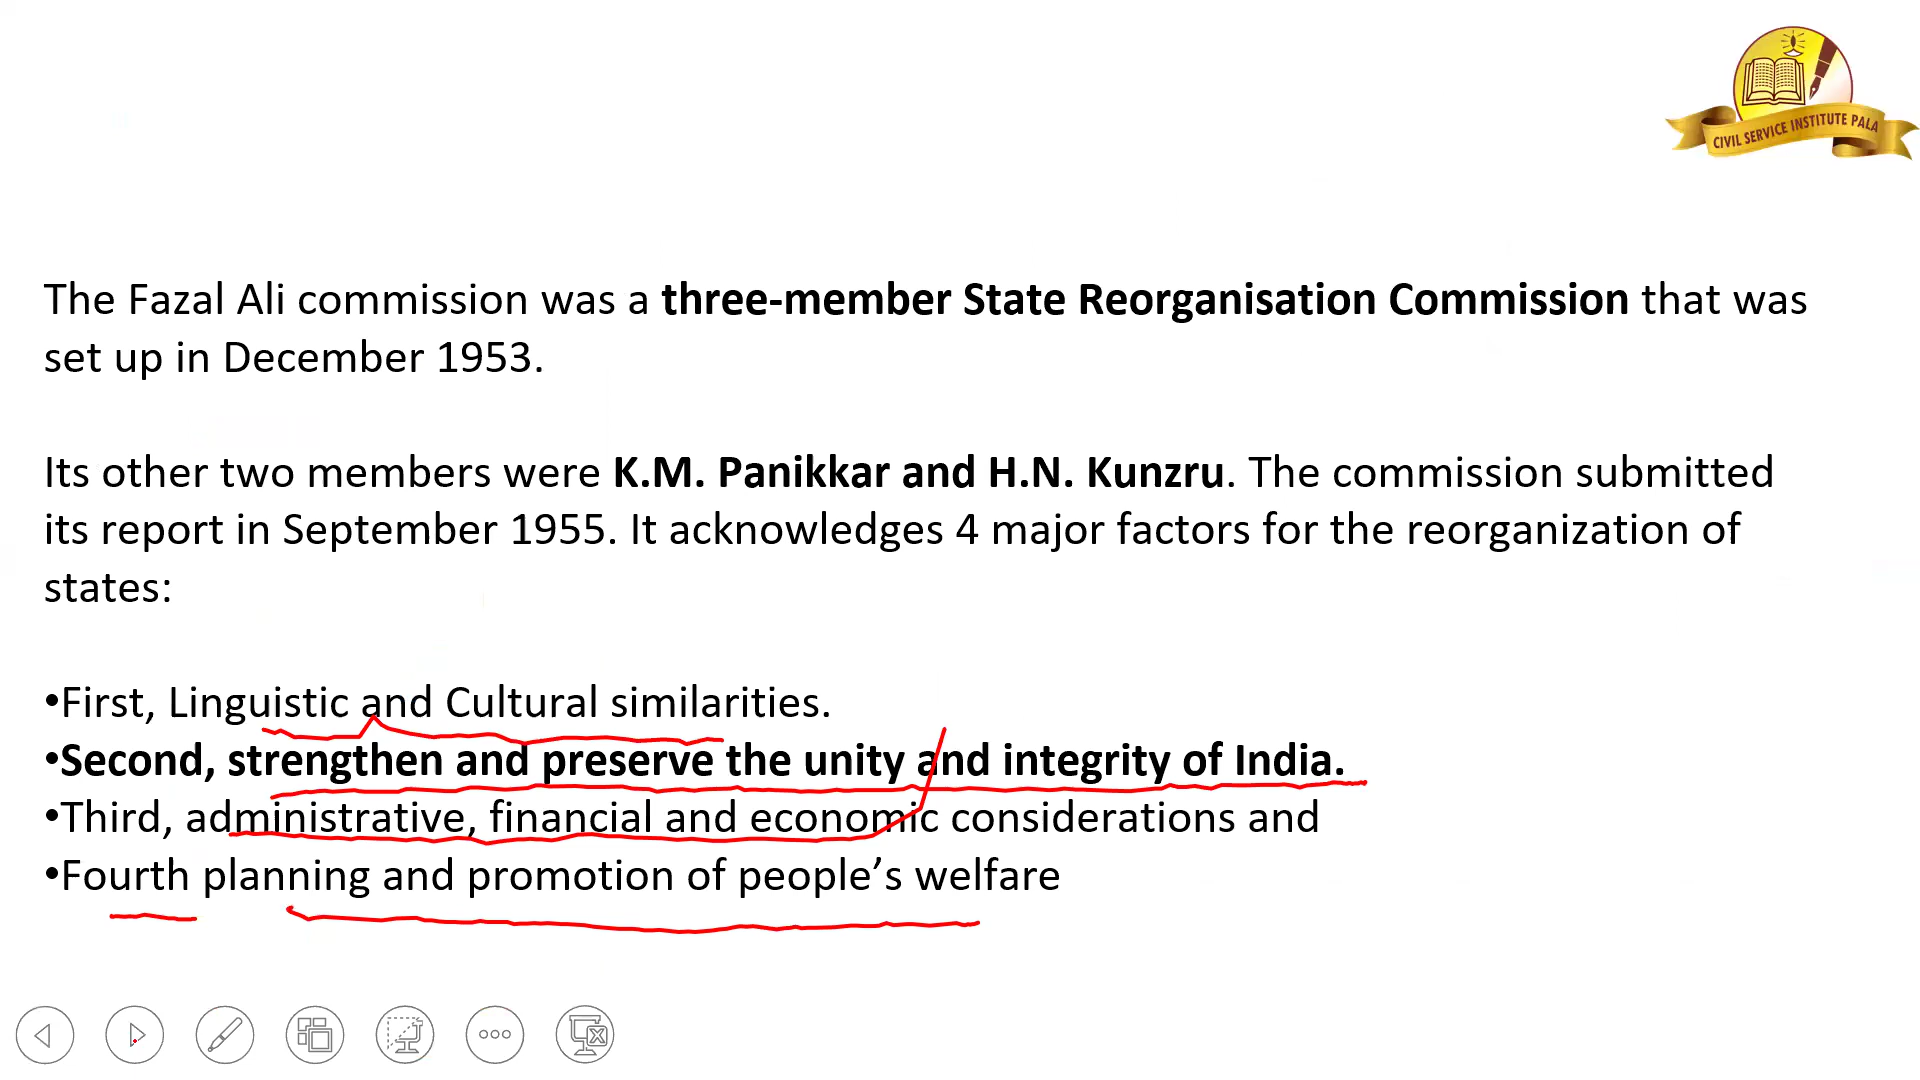 CIVIL SERVICE INSTITUTE PALA
The Fazal Ali commission was a three-member State Reorganisation Commission that was
set up in December 1953.
Its other two members were K.M. Panikkar and H.N. Kunzru. The commission submitted
its report in September 1955. It acknowledges 4 major factors for the reorganization of
states:
•First, Linguistic and Cultural similarities.
•Second, strengthen and preserve the unity and integrity of India.
•Third, administrative, financial and economic considerations and
•Fourth planning and promotion of people’s welfare